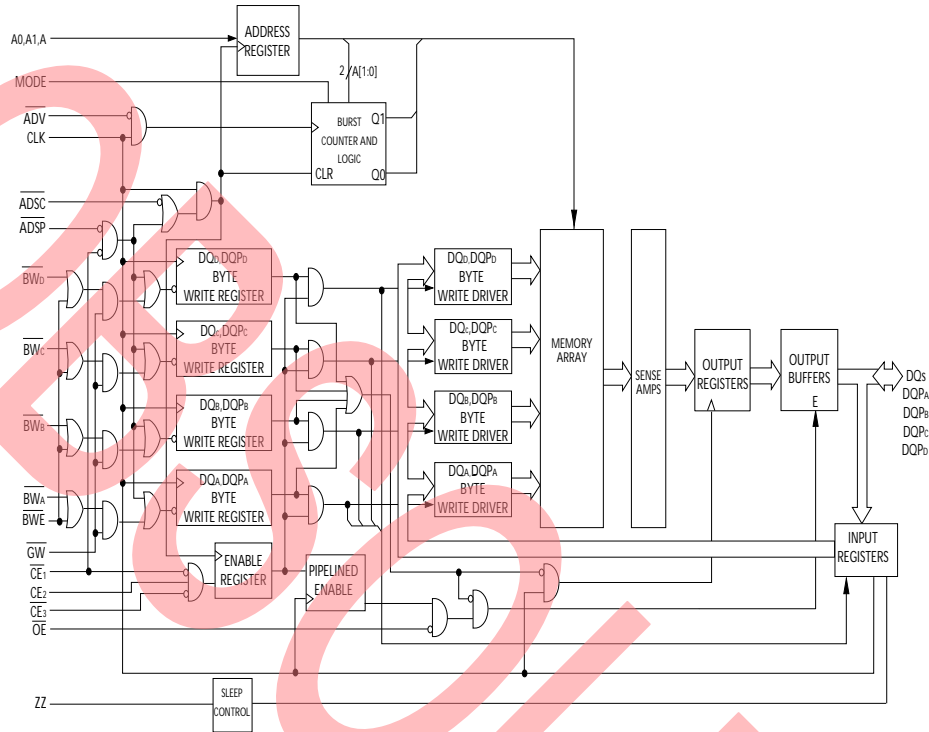 A0,A1,A
MODE
ADV
CLK
ADSC
ADSP
BWD
BWC
BWB
BWA
BWE
GW
CE1
CE2
CE3
OE
ZZ
ADDRESS
REGISTER
2 A[1:0]
BURST
COUNTER AND
LOGIC
CLR
Q1
Q0
DQD,DQPD
BYTE
WRITE REGISTER
DQC,DQPC
BYTE
WRITE REGISTER
DQB,DQPB
BYTE
WRITE REGISTER
DQA,DQPA
BYTE
WRITE REGISTER
ENABLE
REGISTER
PIPELINED
ENABLE
SLEEP
CONTROL
DQD,DQPD
BYTE
WRITE DRIVER
DQC,DQPC
BYTE
WRITE DRIVER
DQB,DQPB
BYTE
WRITE DRIVER
DQA,DQPA
BYTE
WRITE DRIVER
MEMORY
ARRAY
SENSE
AMPS
OUTPUT
REGISTERS
OUTPUT
BUFFERS
E
DQs
DQPA
DQPB
DQPC
DQPD
INPUT
REGISTERS